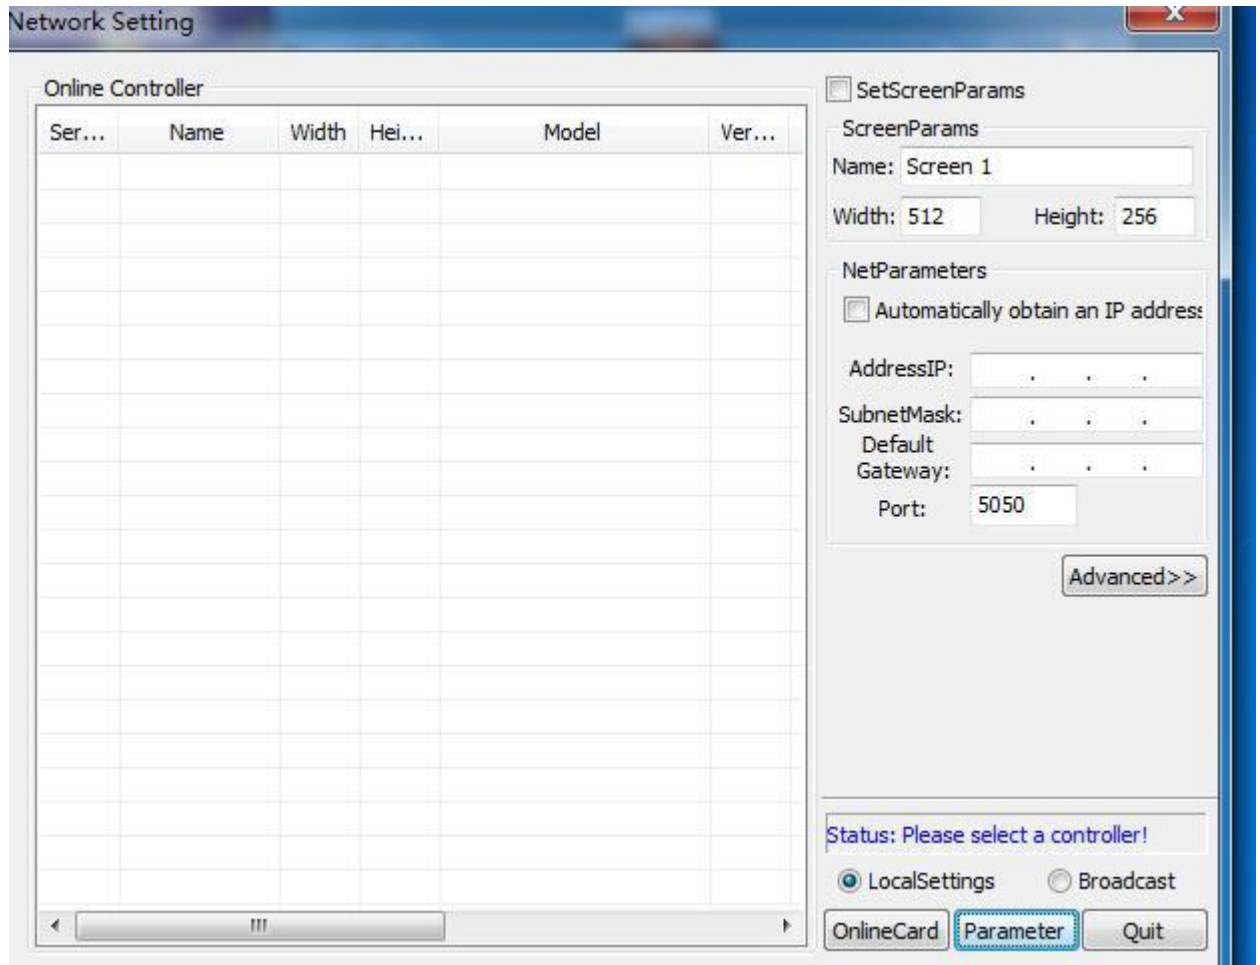 Network Setting
Online Controller
Ser... Name Width Hei... Model Ver...
SetScreenParams
ScreenParams
Name: Screen 1
Width: 512 Height: 256
NetParameters
Automatically obtain an IP address
AddressIP: . . .
SubnetMask: . . .
Default
Gateway: . . .
Port: 5050
Advanced>>
Status: Please select a controller!
LocalSettings Broadcast
OnlineCard Parameter Quit